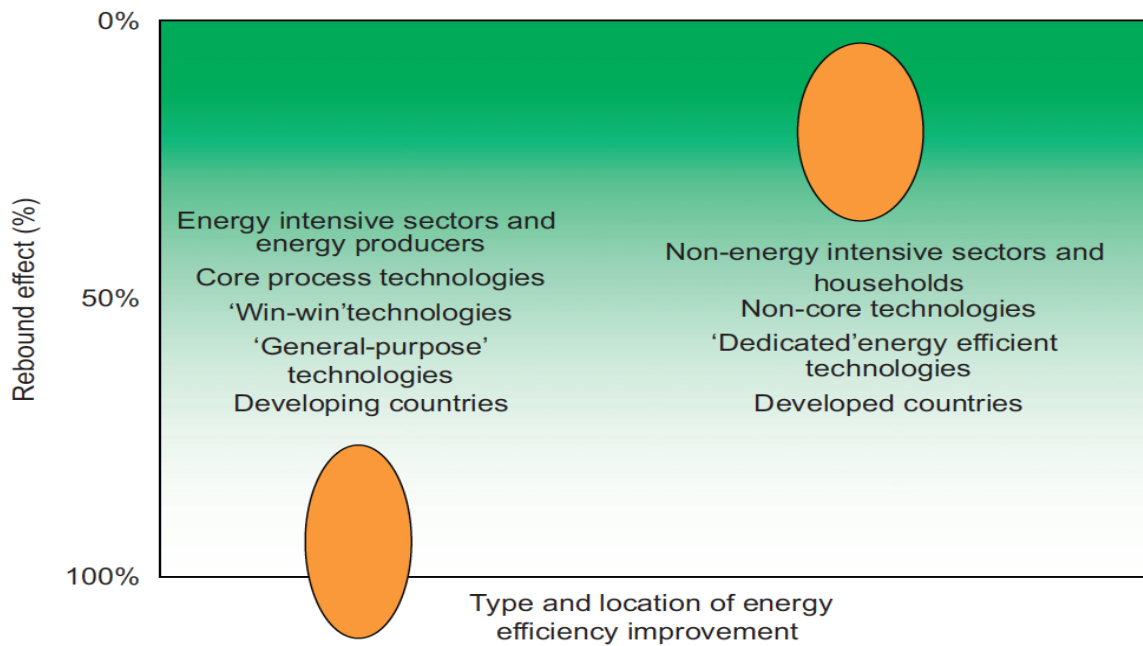 0%
50%
100%
Rebound effect (%)
Energy intensive sectors and
energy producers
Core process technologies
‘Win-win’technologies
‘General-purpose’
technologies
Developing countries
Non-energy intensive sectors and
households
Non-core technologies
‘Dedicated’energy efficient
technologies
Developed countries
Type and location of energy
efficiency improvement